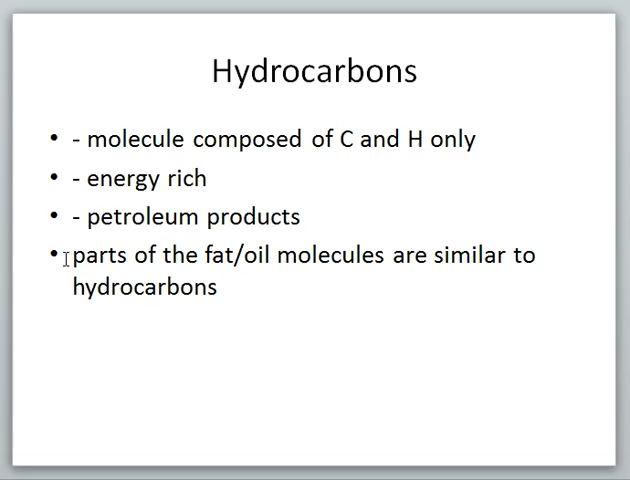 Hydrocarbons
• - molecule composed of C and H only
• - energy rich
• - petroleum products
• parts of the fat/oil molecules are similar to
hydrocarbons